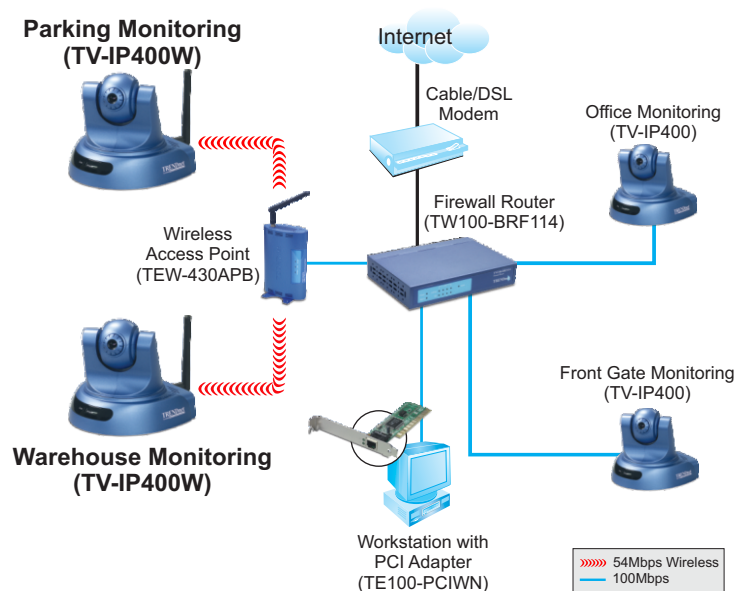 Parking Monitoring
(TV-IP400W)
Internet
Cable/DSL
Modem
Office Monitoring
(TV-IP400)
TRENDnet
Wireless
Access Point
(TEW-430APB)
Firewall Router
(TW100-BRF114)
TRENDnet
Front Gate Monitoring
(TV-IP400)
Warehouse Monitoring
(TV-IP400W)
Workstation with
PCI Adapter
(TE100-PCIWN)
54Mbps Wireless
100Mbps